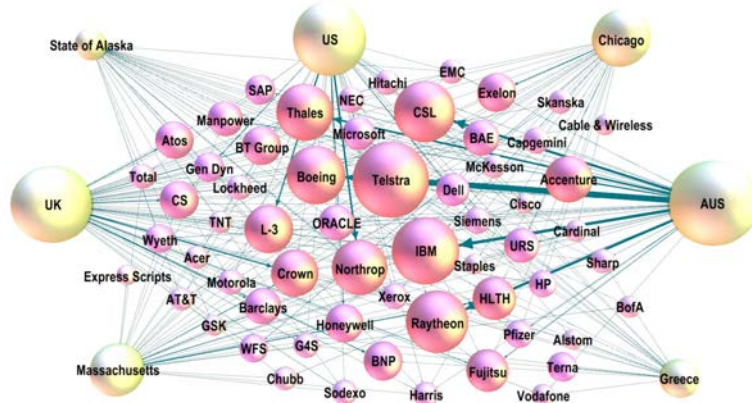 State of Alaska
US
Chicago
EMC
Hitachi
SAP
NEC
Exelon
Skanska
Thales
CSL
Manpower
Cable & Wireless
Microsoft
Atos
BT Group
BAE
Capgemini
Gen Dyn
McKesson
Total
Boeing
Telstra
Accenture
Lockheed
Dell
UK
CS
Cisco
AUS
TNT
ORACLE
Siemens
L-3
Cardinal
Wyeth
IBM
URS
Acer
Sharp
Express Scripts
Crown
Northrop
Staples
Motorola
HP
AT&T
Xerox
HLTH
Barclays
BofA
GSK
Honeywell
Raytheon
Pfizer
Alstom
WFS
G4S
BNP
Terna
Massachusetts
Fujitsu
Greece
Chubb
Sodexo
Harris
Vodafone